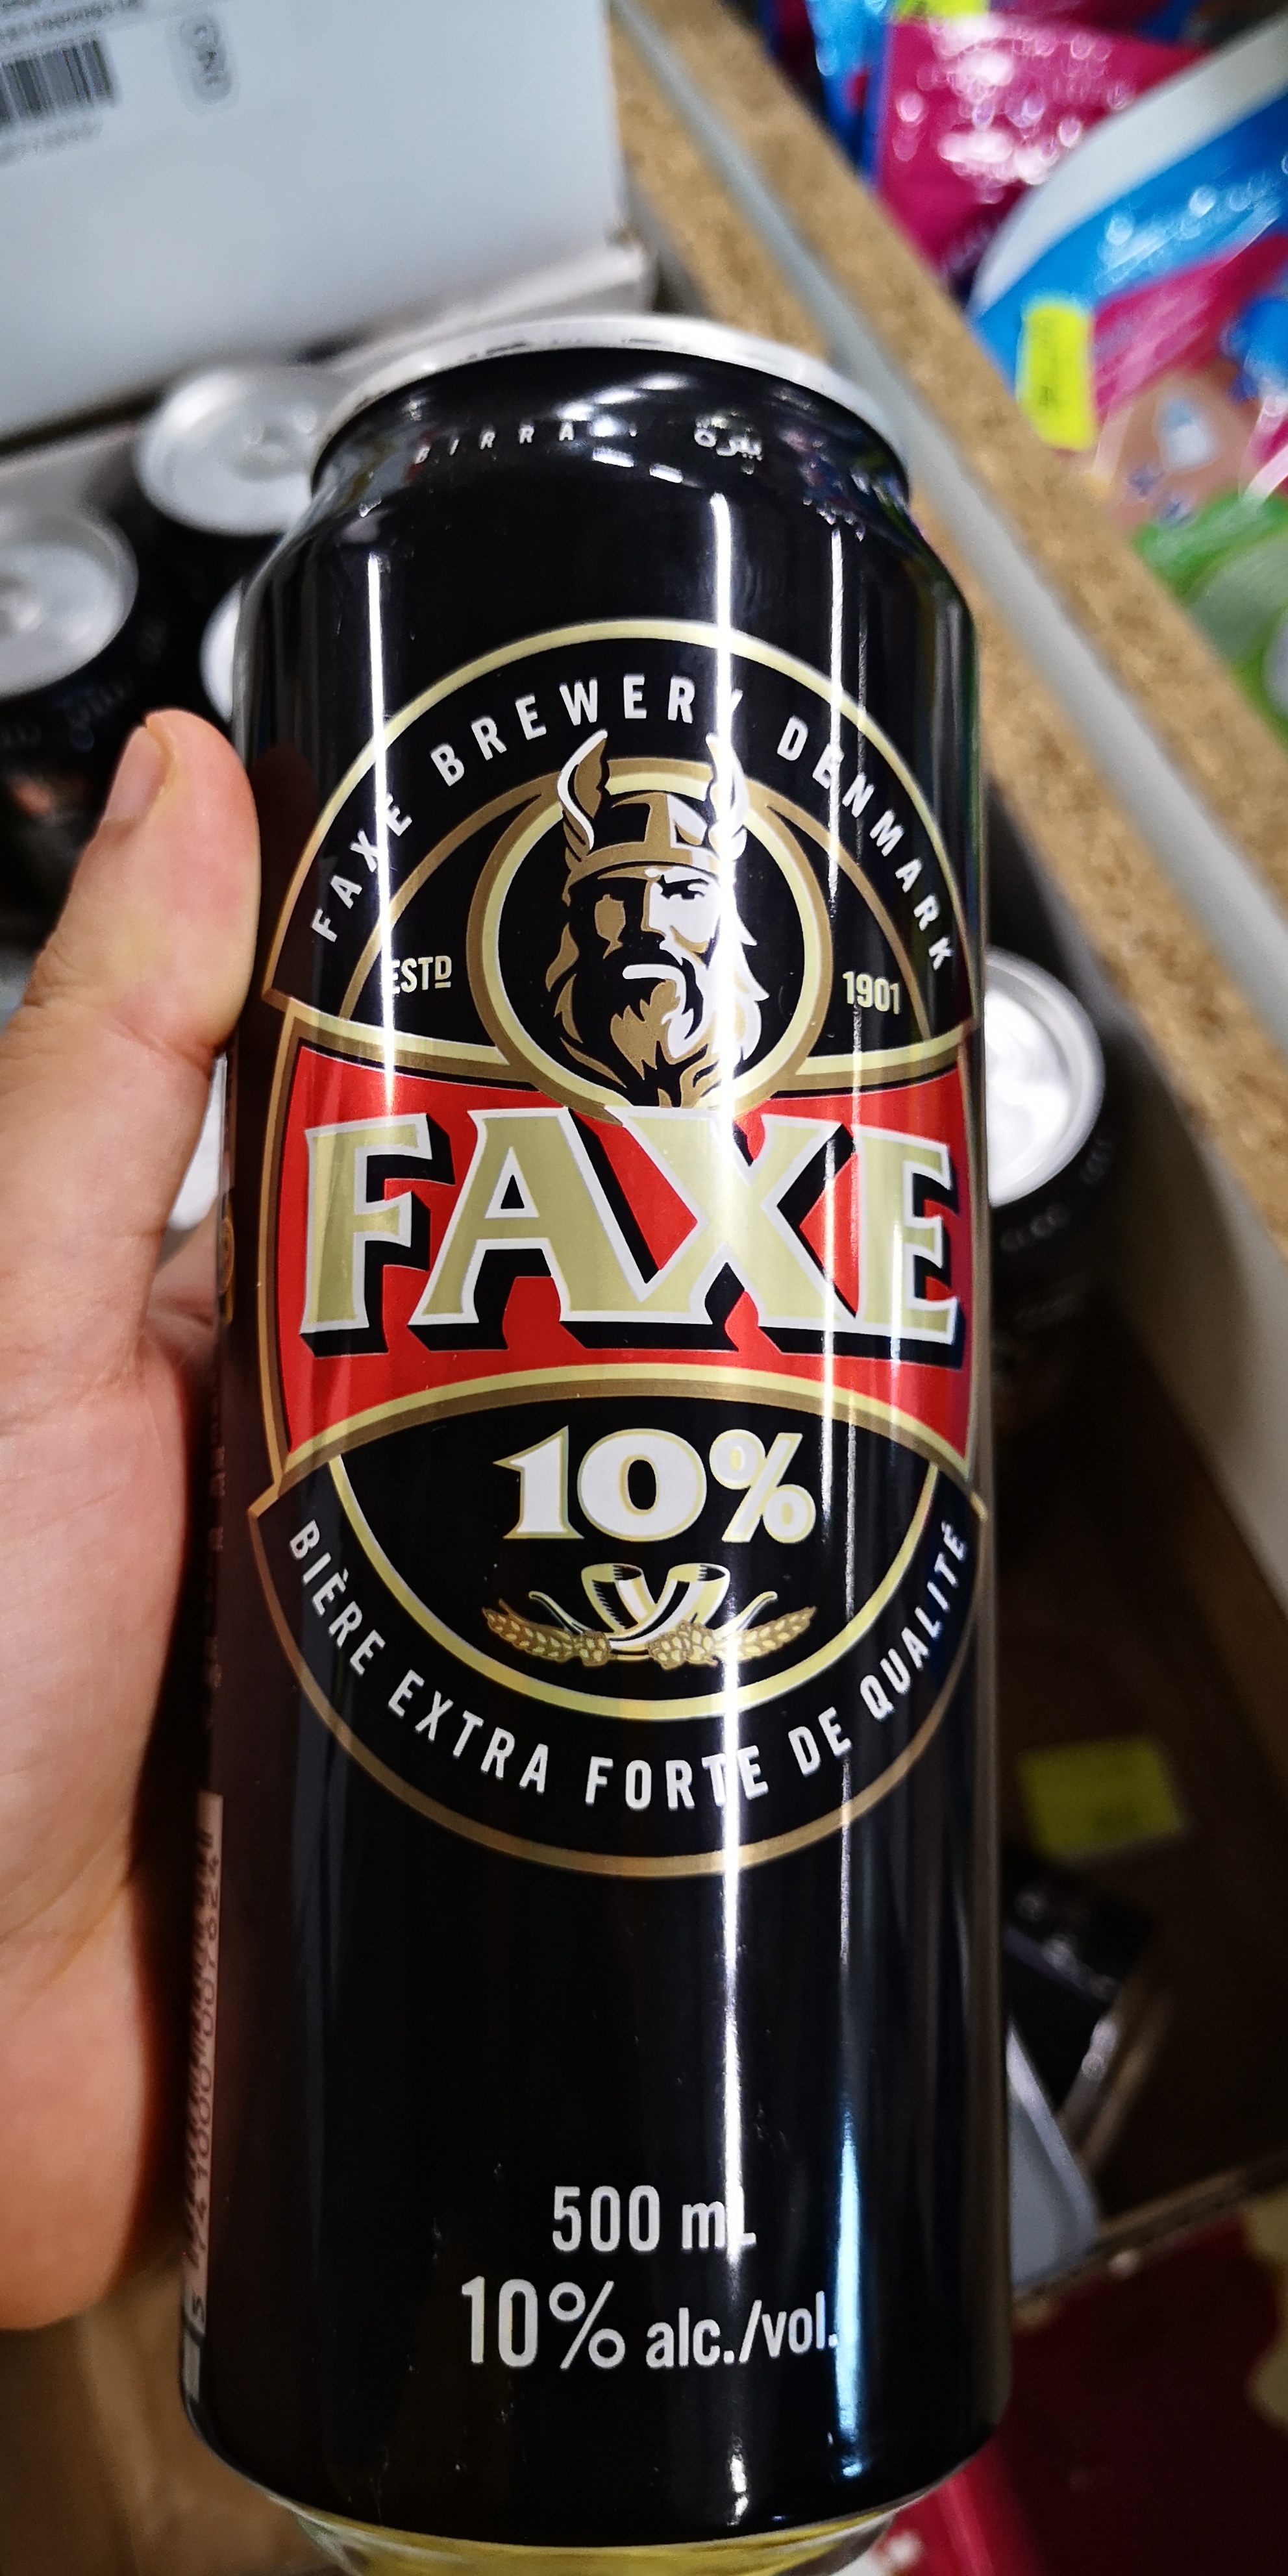 BIRRA
بيرة
FAXE BREWERY DENMARK
ESTD 1901
FAXE
10%
BIÈRE EXTRA FORTE DE QUALITÉ
500 mL
10% alc./vol.